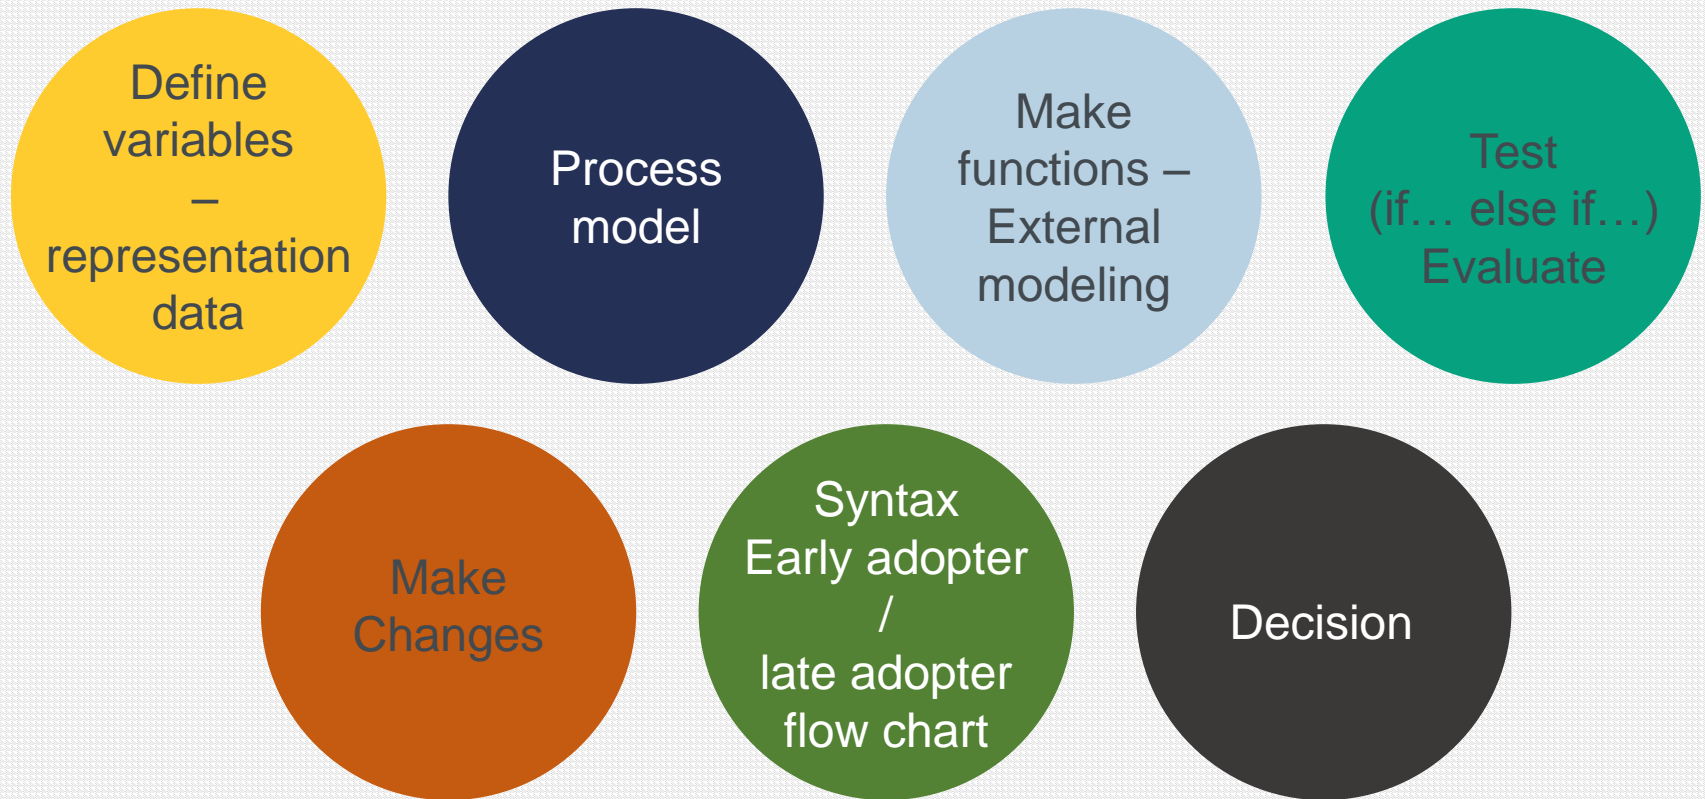 Define
variables
–
representation
data
Process
model
Make
functions –
External
modeling
Test
(if… else if…)
Evaluate
Make
Changes
Syntax
Early adopter
/
late adopter
flow chart
Decision